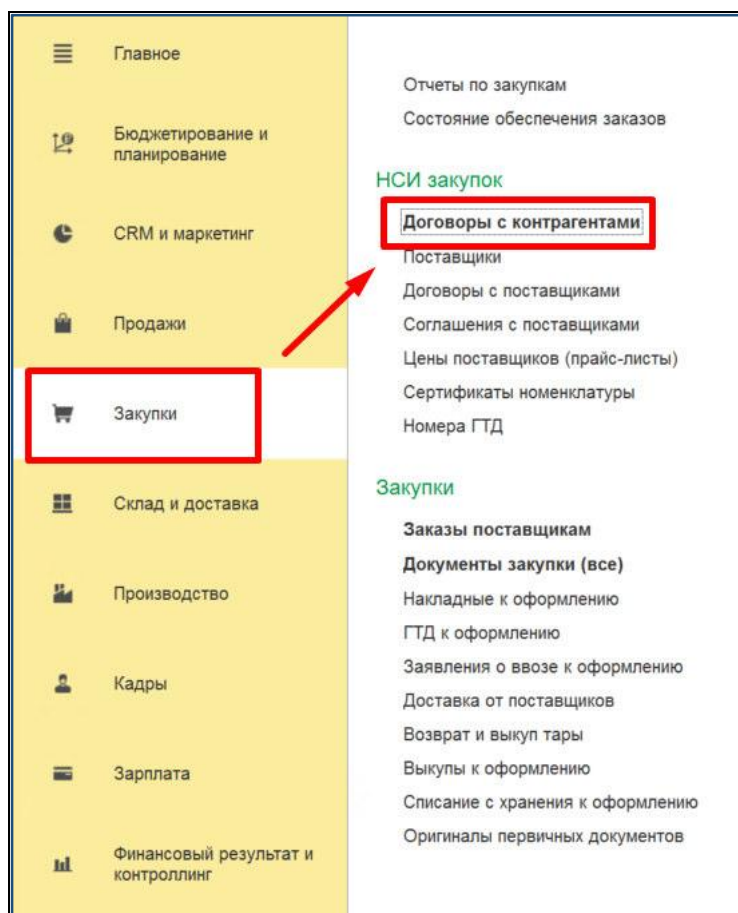 Главное
Бюджетирование и
планирование
CRM и маркетинг
Продажи
Закупки
Склад и доставка
Производство
Кадры
Зарплата
Финансовый результат и
контроллинг
Отчеты по закупкам
Состояние обеспечения заказов
НСИ закупок
Договоры с контрагентами
Поставщики
Договоры с поставщиками
Соглашения с поставщиками
Цены поставщиков (прайс-листы)
Сертификаты номенклатуры
Номера ГТД
Закупки
Заказы поставщикам
Документы закупки (все)
Накладные к оформлению
ГТД к оформлению
Заявления о ввозе к оформлению
Доставка от поставщиков
Возврат и выкуп тары
Выкупы к оформлению
Списание с хранения к оформлению
Оригиналы первичных документов